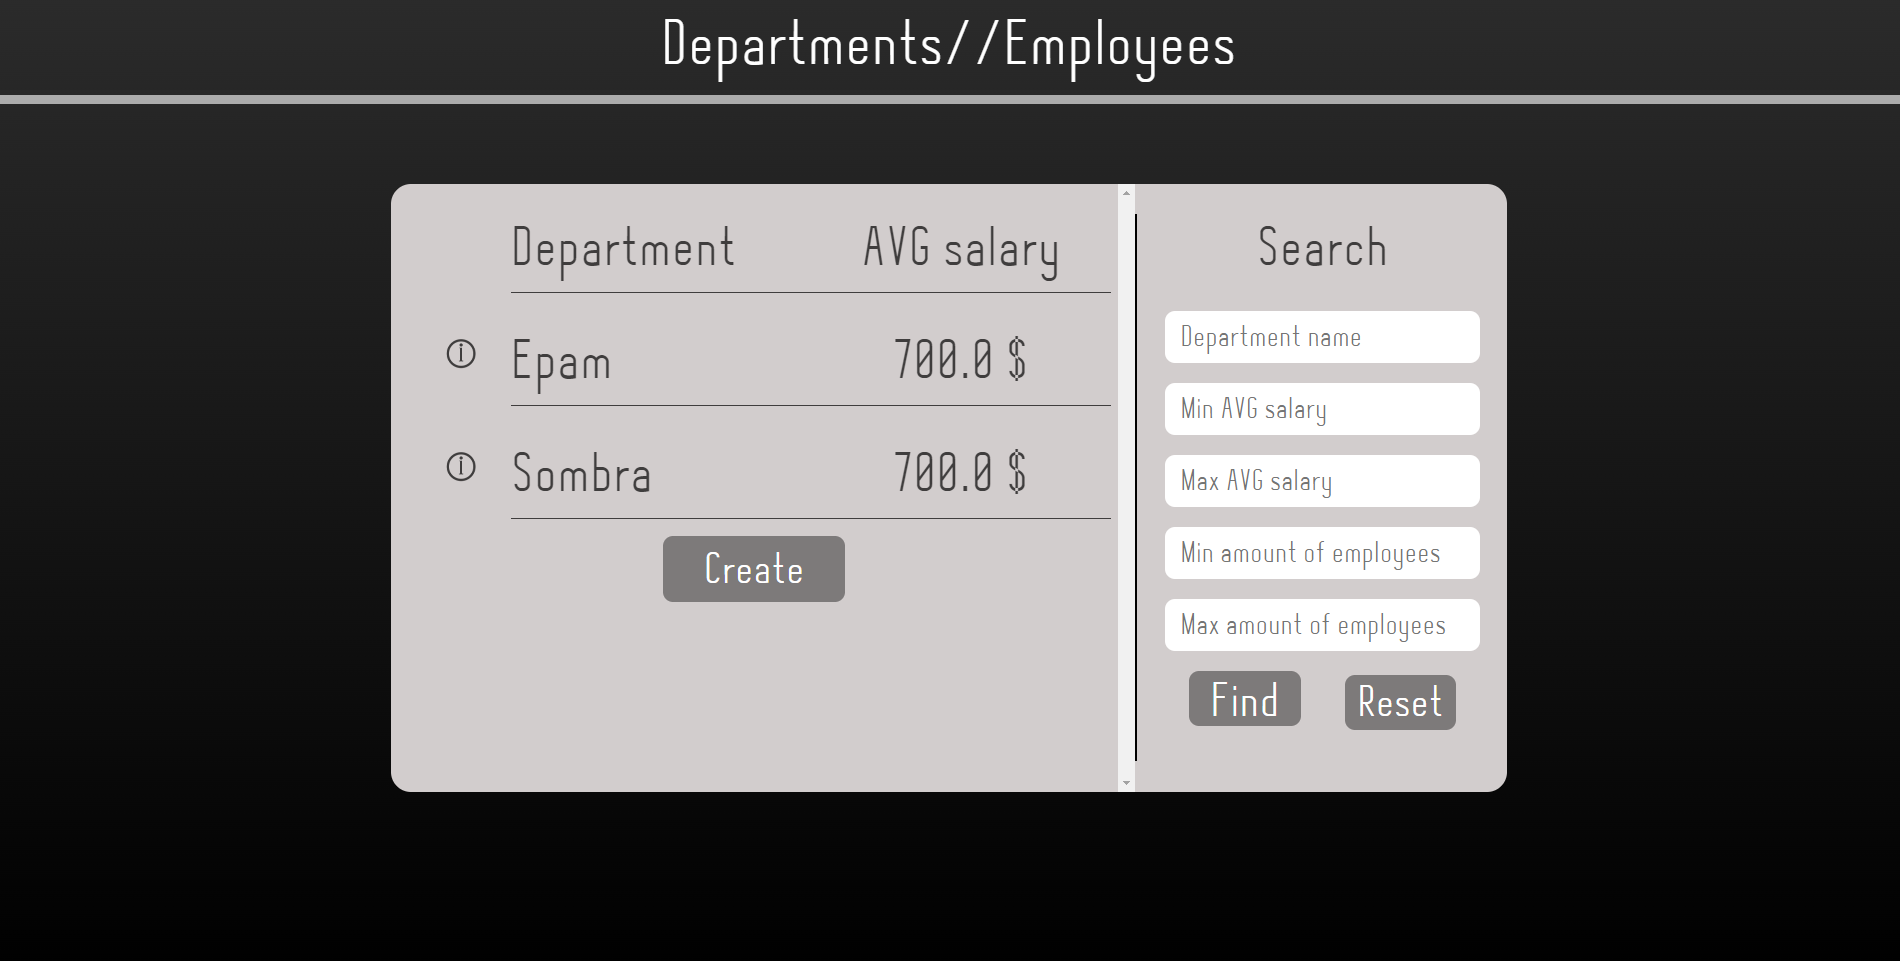 Departments//Employees
Department AVG salary
Epam 700.0 $
Sombra 700.0 $
Create
Search
Department name
Min AVG salary
Max AVG salary
Min amount of employees
Max amount of employees
Find Reset